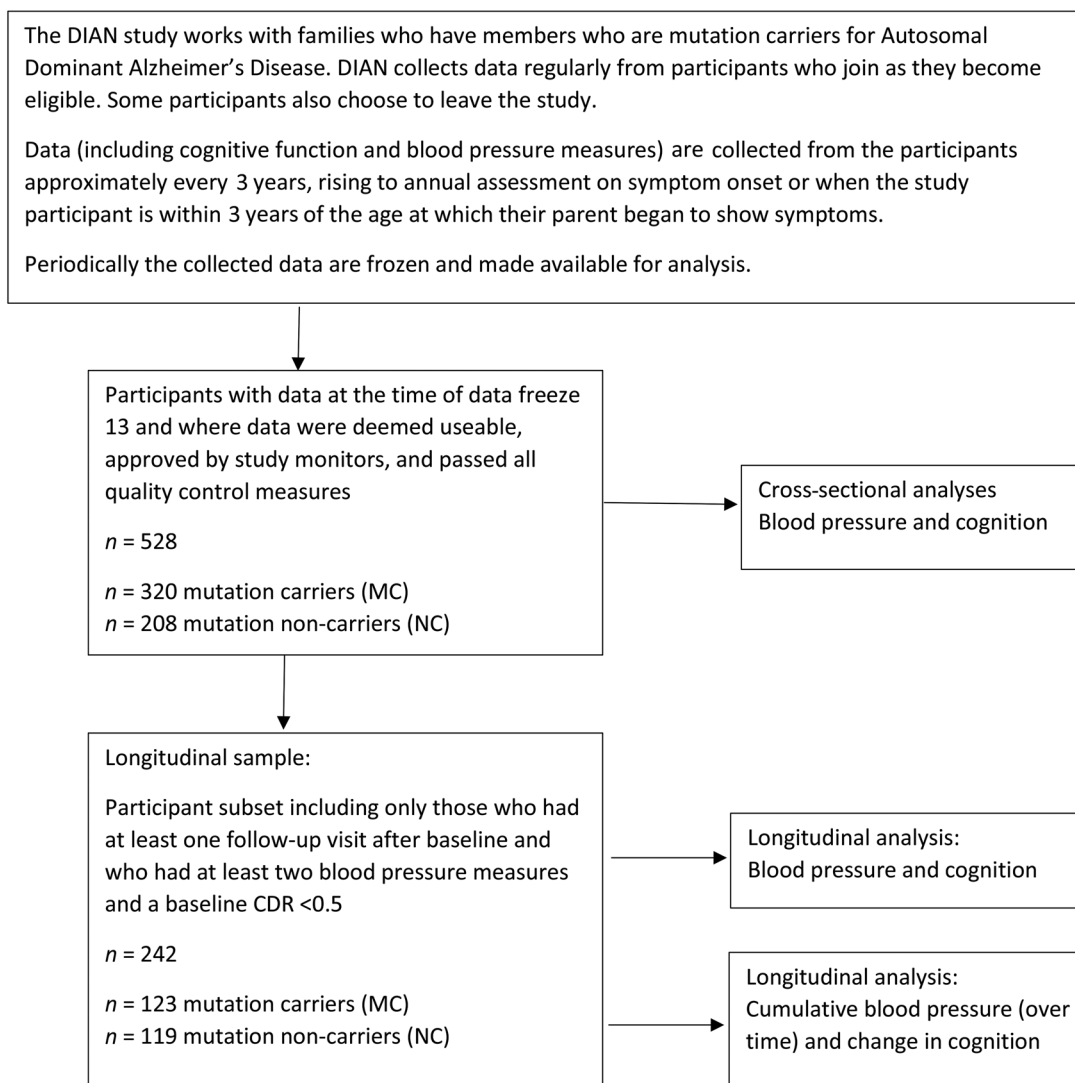 The DIAN study works with families who have members who are mutation carriers for Autosomal
Dominant Alzheimer’s Disease. DIAN collects data regularly from participants who join as they become
eligible. Some participants also choose to leave the study.
Data (including cognitive function and blood pressure measures) are collected from the participants
approximately every 3 years, rising to annual assessment on symptom onset or when the study
participant is within 3 years of the age at which their parent began to show symptoms.
Periodically the collected data are frozen and made available for analysis.
Participants with data at the time of data freeze
13 and where data were deemed useable,
approved by study monitors, and passed all
quality control measures
n = 528
n = 320 mutation carriers (MC)
n = 208 mutation non-carriers (NC)
Cross-sectional analyses
Blood pressure and cognition
Longitudinal sample:
Participant subset including only those who had
at least one follow-up visit after baseline and
who had at least two blood pressure measures
and a baseline CDR <0.5
n = 242
n = 123 mutation carriers (MC)
n = 119 mutation non-carriers (NC)
Longitudinal analysis:
Blood pressure and cognition
Longitudinal analysis:
Cumulative blood pressure (over
time) and change in cognition